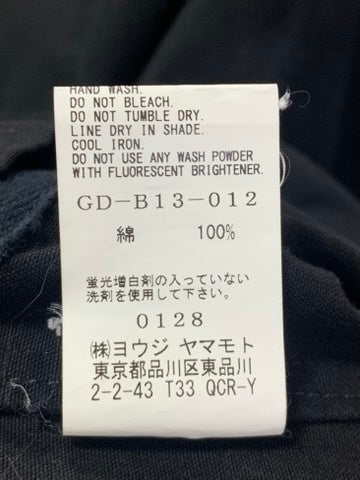 HAND WASH.
DO NOT BLEACH.
DO NOT TUMBLE DRY.
LINE DRY IN SHADE.
COOL IRON.
DO NOT USE ANY WASH POWDER
WITH FLUORESCENT BRIGHTENER.
GD-B13-012
綿 100%
蛍光増白剤の入っていない
洗剤を使用して下さい。
0128
㈱ヨウジ ヤマモト
東京都品川区東品川
2-2-43 T33 QCR-Y